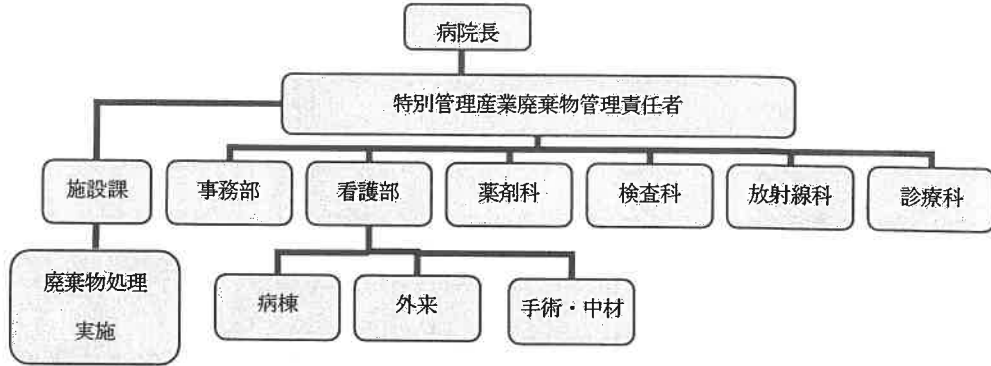 病院長
特別管理産業廃棄物管理責任者
施設課
事務部
看護部
薬剤科
検査科
放射線科
診療科
廃棄物処理
実施
病棟
外来
手術・中材